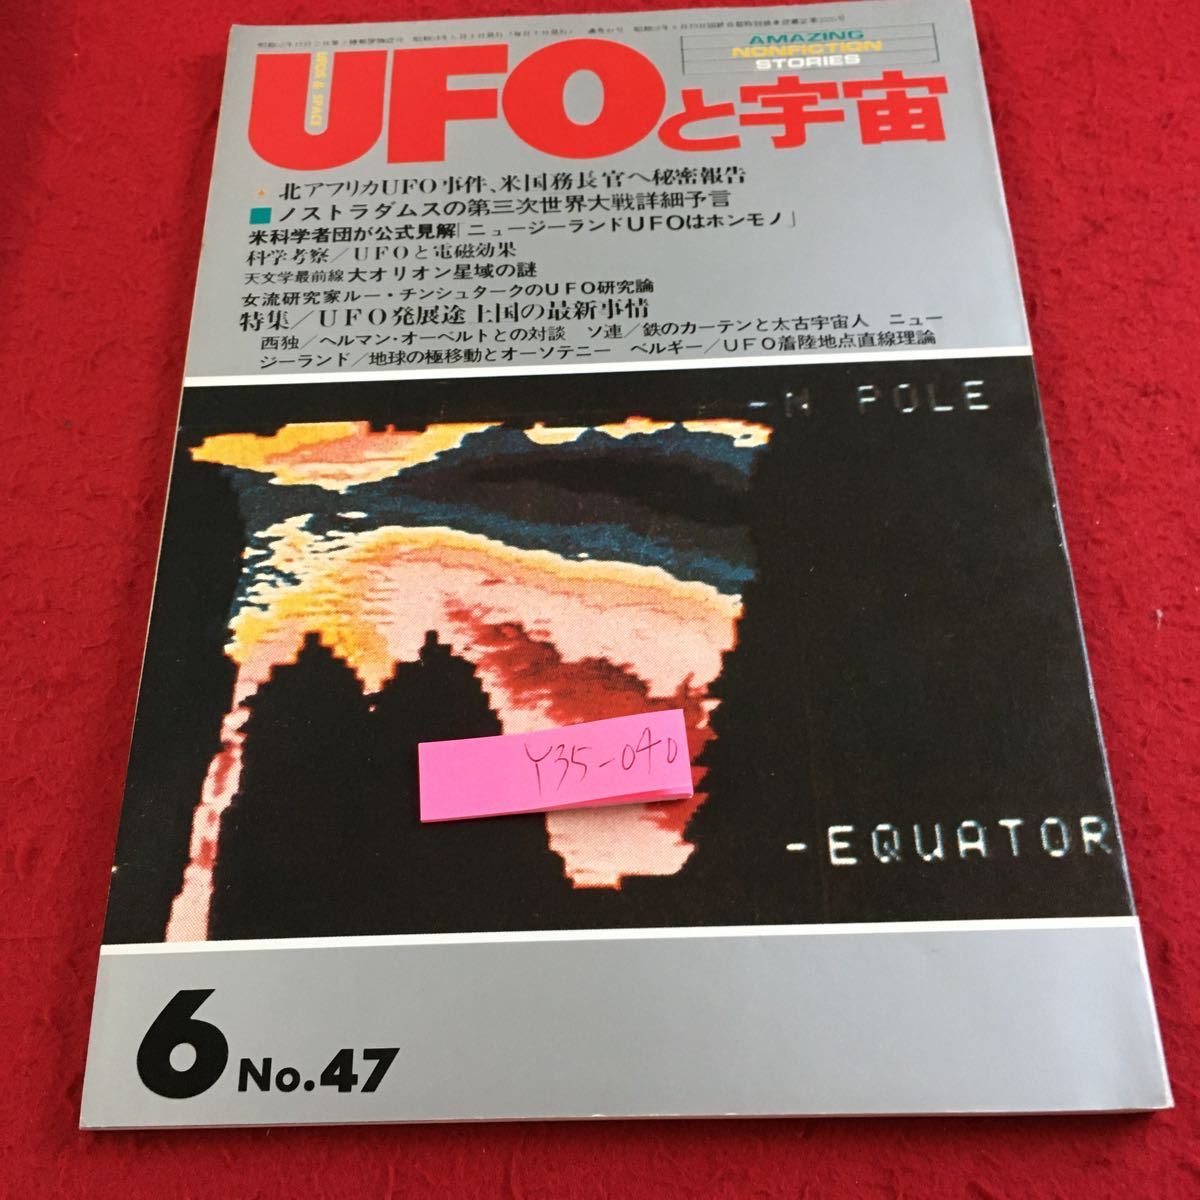 AMAZING
NONFICTION
STORIES
UFOS & SPACE
UFOと宇宙
北アフリカUFO事件、米国務長官へ秘密報告
ノストラダムスの第三次世界大戦詳細予言
米科学者団が公式見解「ニュージーランドUFOはホンモノ」
科学考察/UFOと電磁効果
天文学最前線 大オリオン星域の謎
女流研究家ルー・チンシュタークのUFO研究論
特集/UFO発展途上国の最新事情
西独/ヘルマン・オーベルトとの対談 ソ連/鉄のカーテンと太古宇宙人 ニュー
ジーランド/地球の極移動とオーソテニー ベルギー/UFO着陸地点直線理論
-N POLE
Y35-040
-EQUATOR
6 No.47